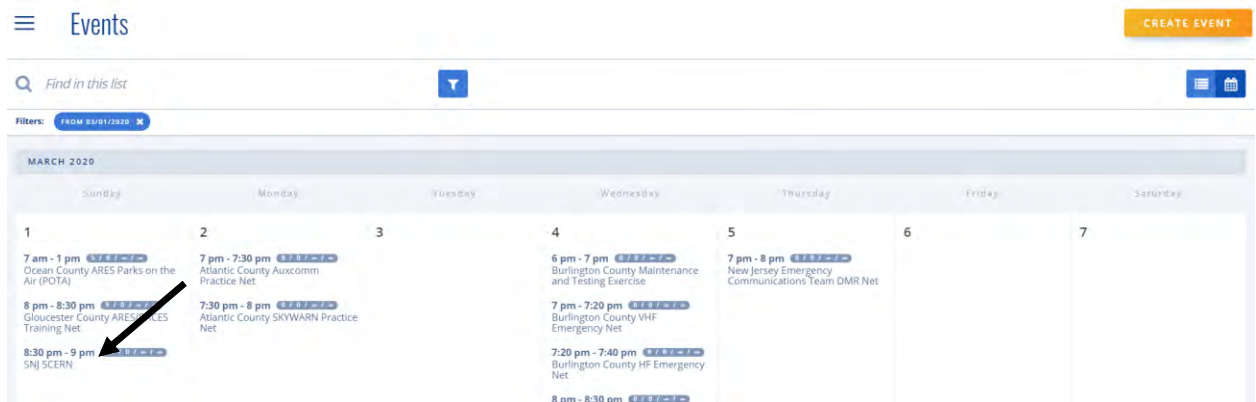 Events
CREATE EVENT
Find in this list
Filters: FROM 03/01/2020
MARCH 2020
Sunday Monday Tuesday Wednesday Thursday Friday Saturday
1
7 am - 1 pm
Ocean County ARES Parks on the
Air (POTA)
8 pm - 8:30 pm
Gloucester County
Training Net
8:30 pm - 9 pm
SNJ SCERN
2
7 pm - 7:30 pm
Atlantic County Auxcomm
Practice Net
7:30 pm - 8 pm
Atlantic County SKYWARN Practice
Net
3
4
6 pm - 7 pm
Burlington County Maintenance
and Testing Exercise
7 pm - 7:20 pm
Burlington County VHF
Emergency Net
7:20 pm - 7:40 pm
Burlington County HF Emergency
Net
8 pm - 8:30 pm
5
7 pm - 8 pm
New Jersey Emergency
Communications Team DMR Net
6
7